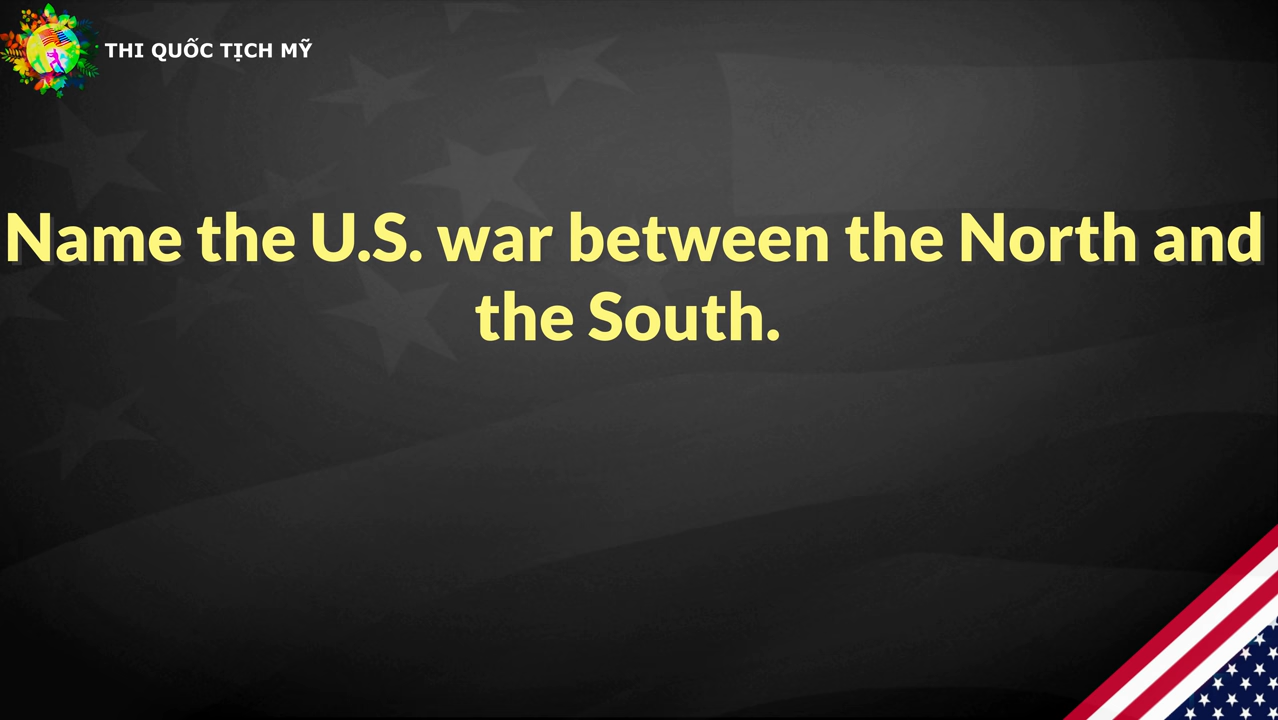 THI QUỐC TỊCH MỸ
Name the U.S. war between the North and
the South.